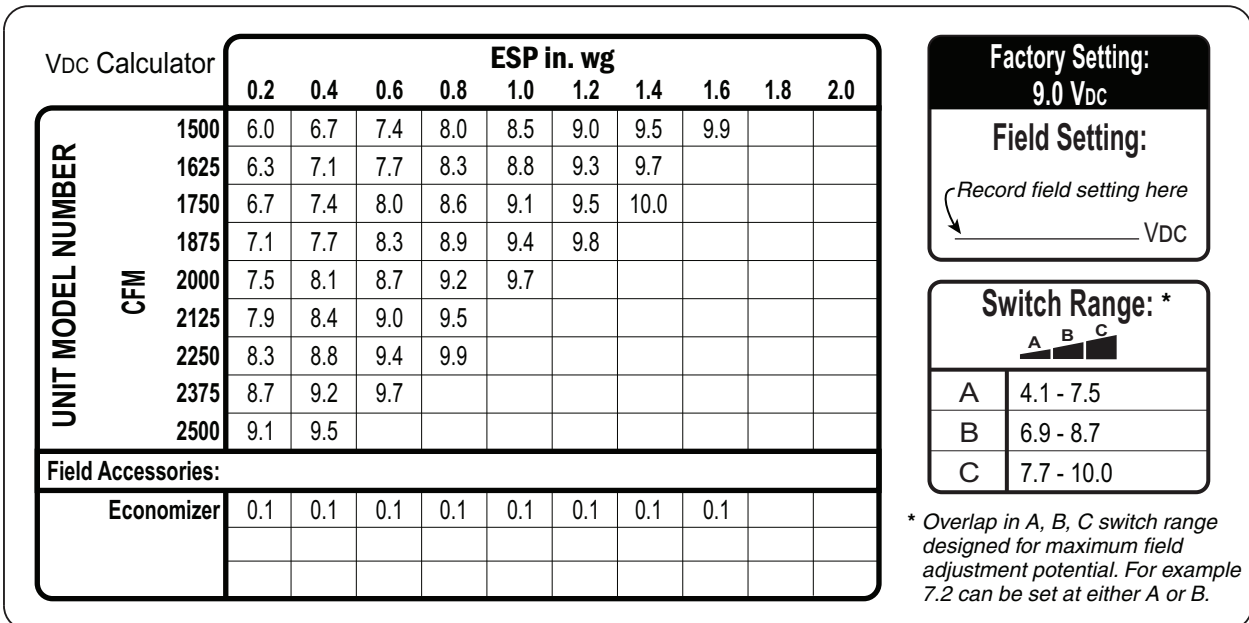 VDC Calculator
ESP in. wg
0.2 0.4 0.6 0.8 1.0 1.2 1.4 1.6 1.8 2.0
UNIT MODEL NUMBER
CFM
1500 6.0 6.7 7.4 8.0 8.5 9.0 9.5 9.9
1625 6.3 7.1 7.7 8.3 8.8 9.3 9.7
1750 6.7 7.4 8.0 8.6 9.1 9.5 10.0
1875 7.1 7.7 8.3 8.9 9.4 9.8
2000 7.5 8.1 8.7 9.2 9.7
2125 7.9 8.4 9.0 9.5
2250 8.3 8.8 9.4 9.9
2375 8.7 9.2 9.7
2500 9.1 9.5
Field Accessories:
Economizer 0.1 0.1 0.1 0.1 0.1 0.1 0.1 0.1
Factory Setting:
9.0 VDC
Field Setting:
Record field setting here
VDC
Switch Range: *
A B C
A 4.1 - 7.5
B 6.9 - 8.7
C 7.7 - 10.0
* Overlap in A, B, C switch range
designed for maximum field
adjustment potential. For example
7.2 can be set at either A or B.